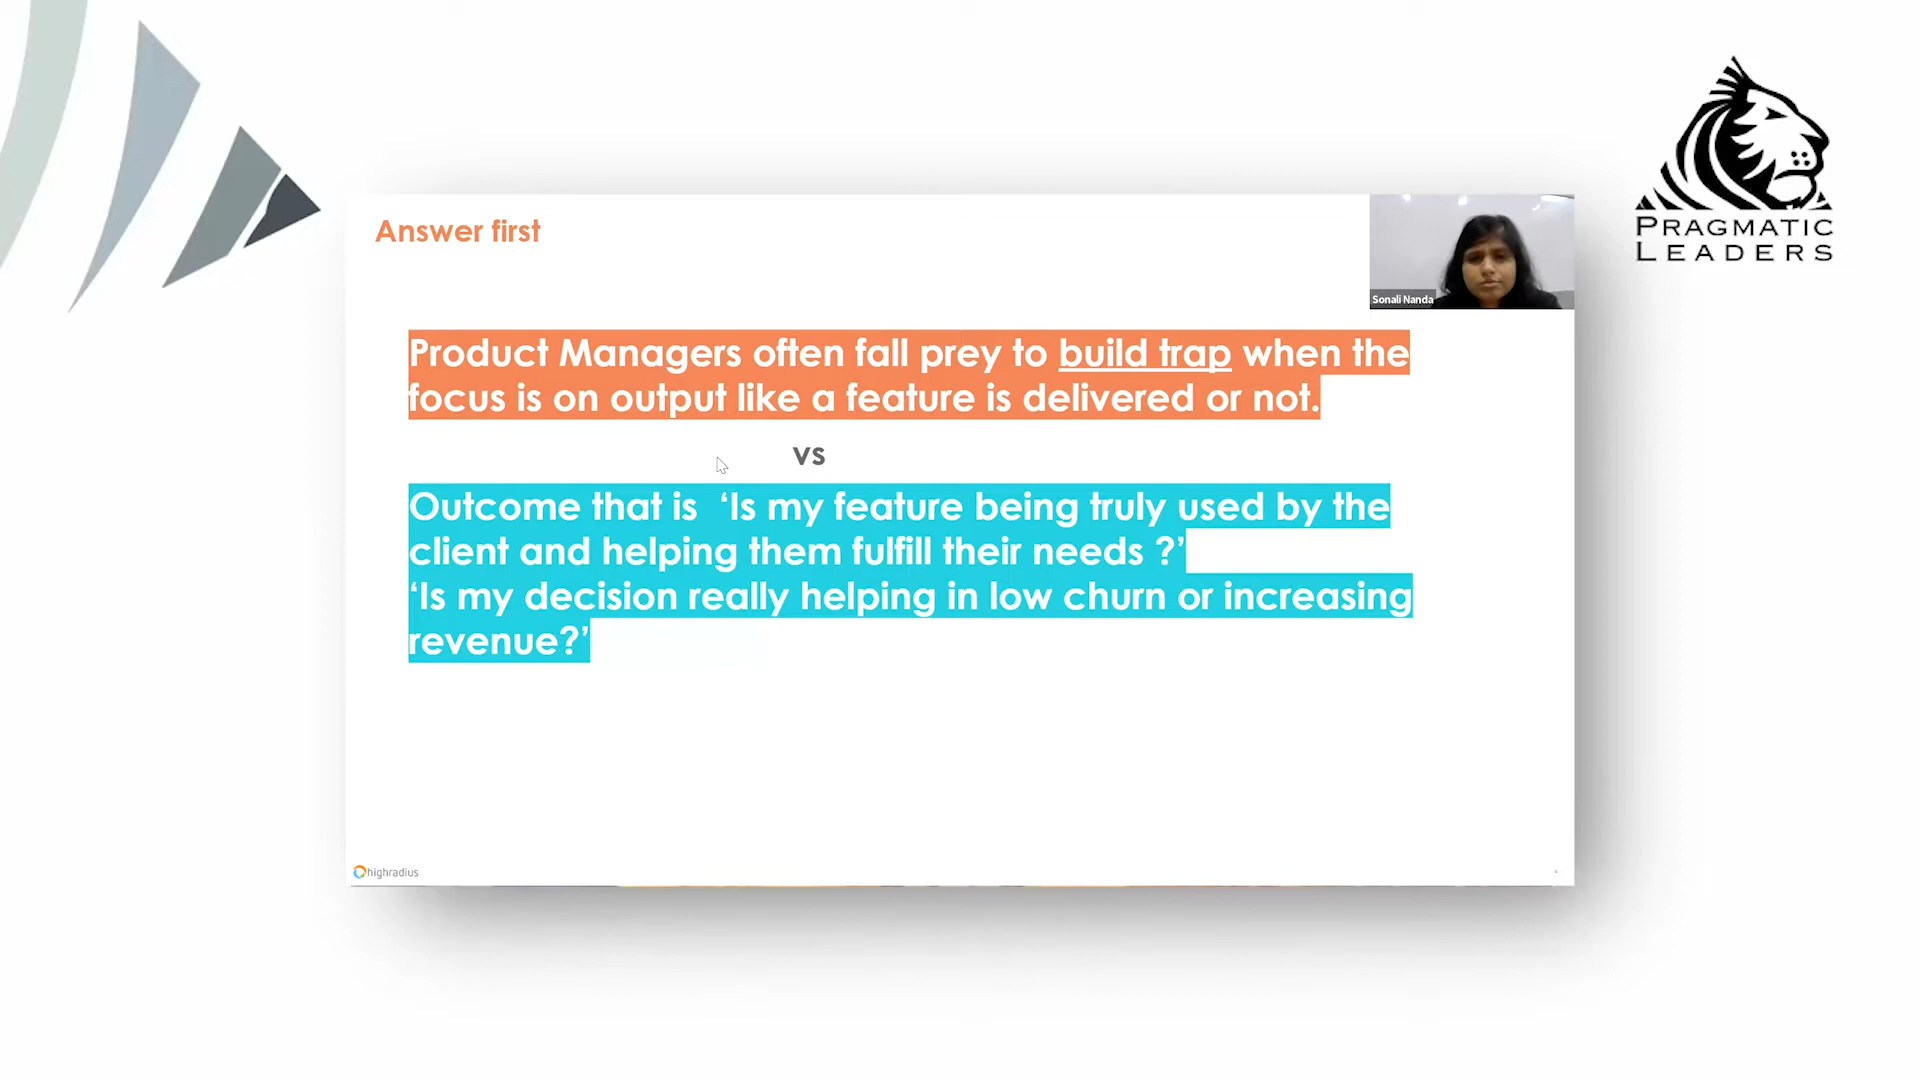 PRAGMATIC
LEADERS
Answer first
Sonali Nanda
Product Managers often fall prey to build trap when the
focus is on output like a feature is delivered or not.
vs
Outcome that is ‘Is my feature being truly used by the
client and helping them fulfill their needs ?’
‘Is my decision really helping in low churn or increasing
revenue?’
highradius